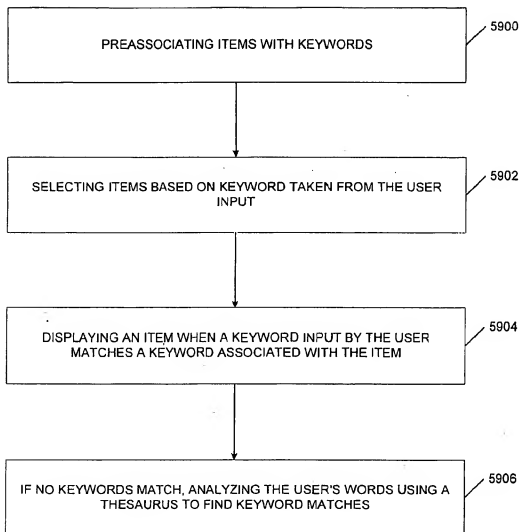 5900
PREASSOCIATING ITEMS WITH KEYWORDS
5902
SELECTING ITEMS BASED ON KEYWORD TAKEN FROM THE USER
INPUT
5904
DISPLAYING AN ITEM WHEN A KEYWORD INPUT BY THE USER
MATCHES A KEYWORD ASSOCIATED WITH THE ITEM
5906
IF NO KEYWORDS MATCH, ANALYZING THE USER'S WORDS USING A
THESAURUS TO FIND KEYWORD MATCHES